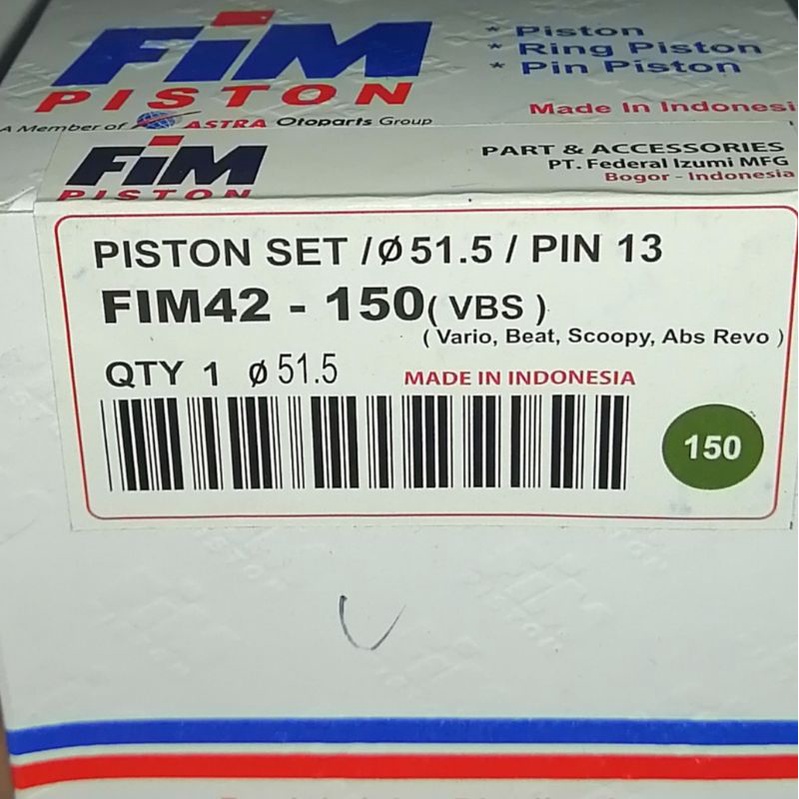 FiM
PISTON
A Member of ASTRA Otoparts Group
* Piston
* Ring Piston
* Pin Piston
Made In Indonesi
FiM
PISTON
PART & ACCESSORIES
PT. Federal Izumi MFG
Bogor - Indonesia
PISTON SET /Ø 51.5 / PIN 13
FIM42 - 150( VBS )
( Vario, Beat, Scoopy, Abs Revo )
QTY 1 Ø 51.5
MADE IN INDONESIA
150